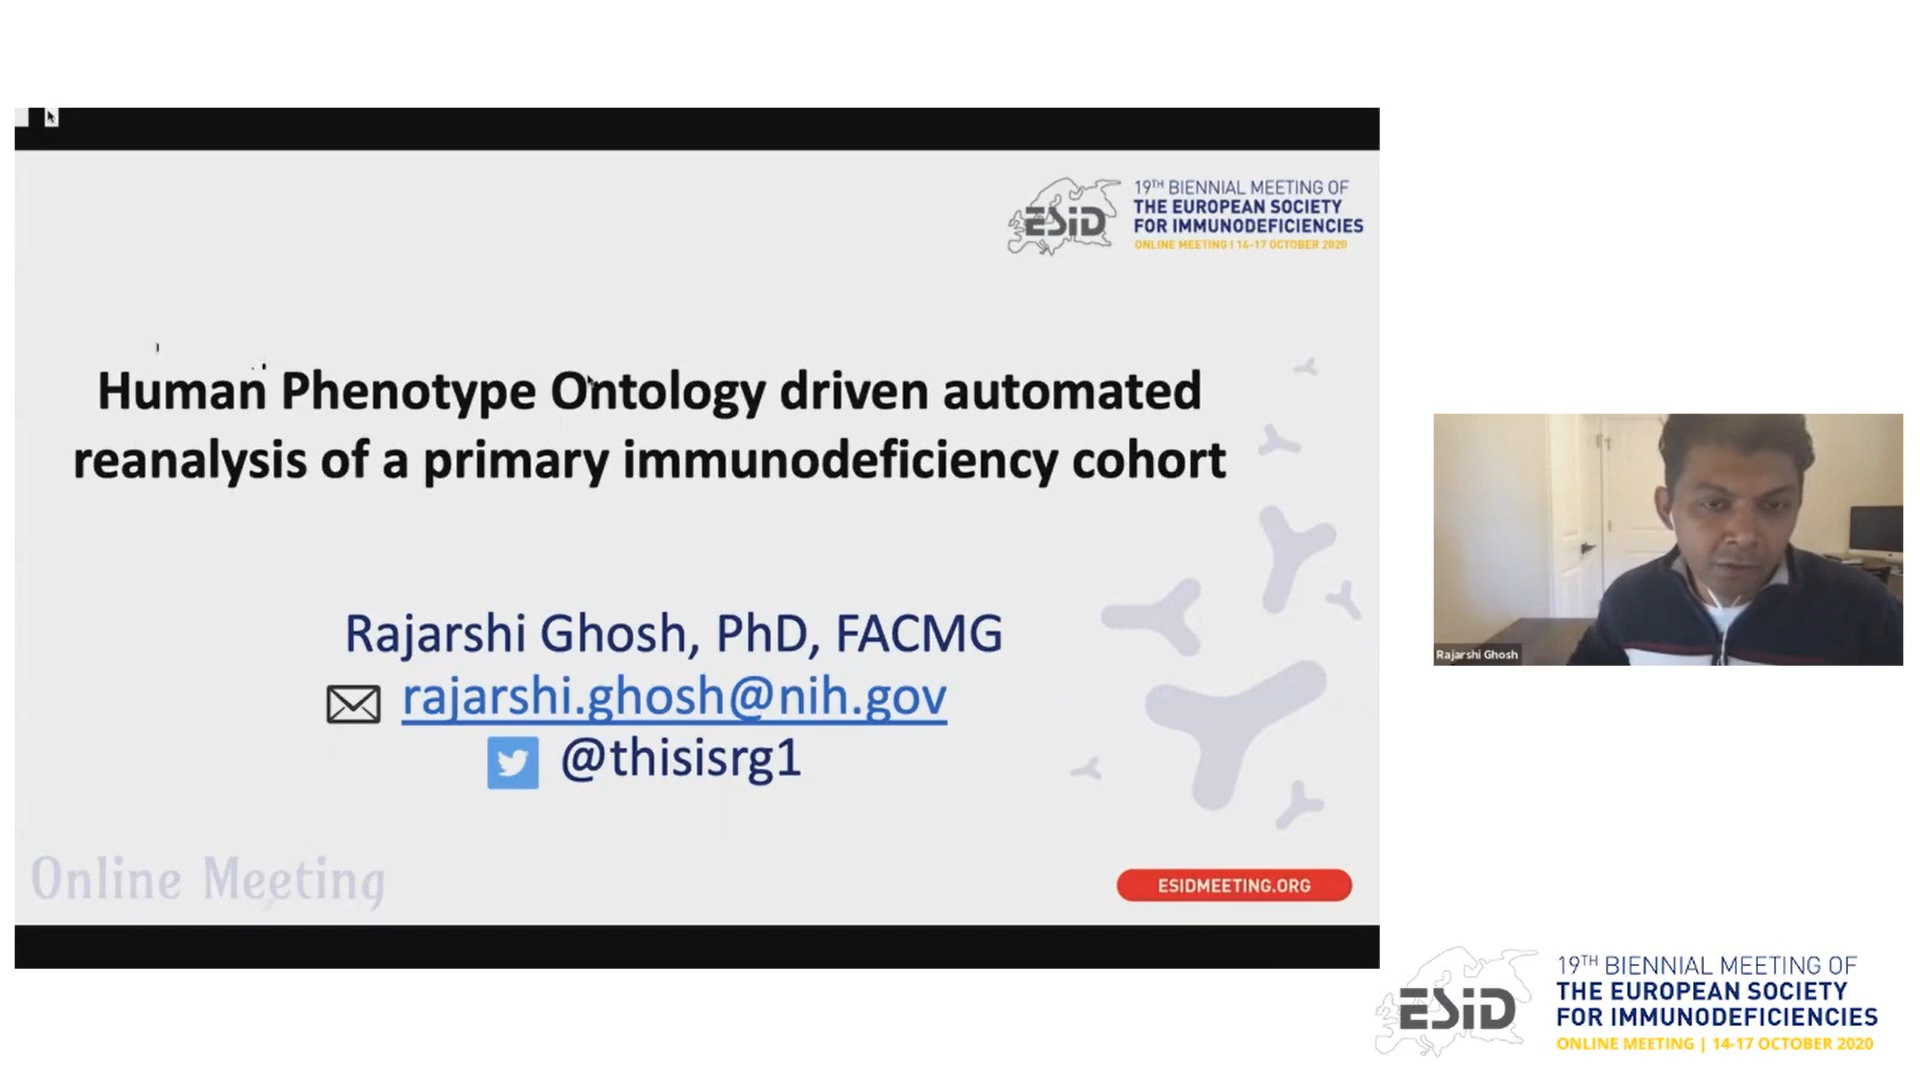 19TH BIENNIAL MEETING OF
THE EUROPEAN SOCIETY
FOR IMMUNODEFICIENCIES
ONLINE MEETING | 14-17 OCTOBER 2020
ESID
Human Phenotype Ontology driven automated
reanalysis of a primary immunodeficiency cohort
Rajarshi Ghosh, PhD, FACMG
rajarshi.ghosh@nih.gov
@thisisrg1
Online Meeting
ESIDMEETING.ORG
Rajarshi Ghosh
ESID
19TH BIENNIAL MEETING OF
THE EUROPEAN SOCIETY
FOR IMMUNODEFICIENCIES
ONLINE MEETING | 14-17 OCTOBER 2020